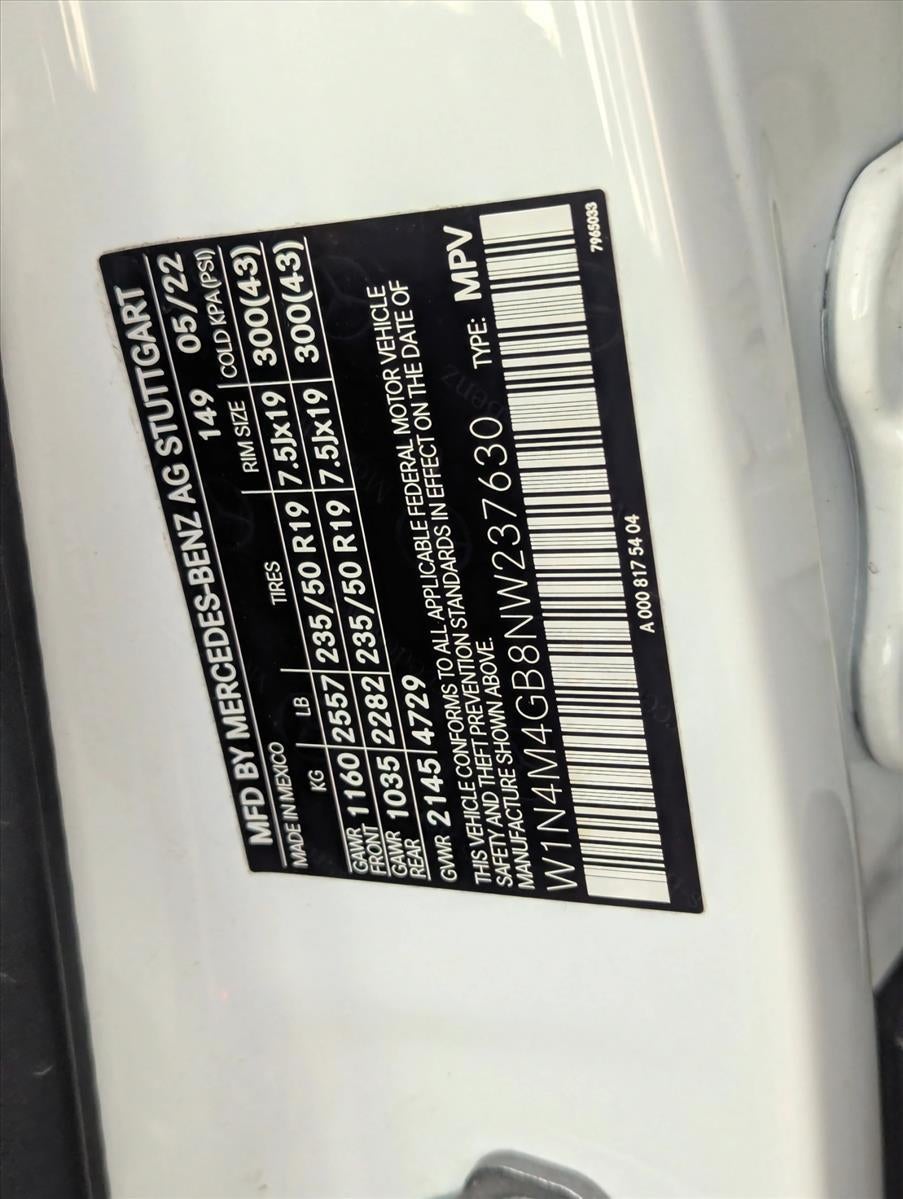 MFD BY MERCEDES-BENZ AG STUTTGART
MADE IN MEXICO 149 05/22
KG LB TIRES RIM SIZE COLD KPA(PSI)
GAWR FRONT 1160 2557 235/50 R19 7.5Jx19 300(43)
GAWR REAR 1035 2282 235/50 R19 7.5Jx19 300(43)
GVWR 2145 4729
THIS VEHICLE CONFORMS TO ALL APPLICABLE FEDERAL MOTOR VEHICLE
SAFETY AND THEFT PREVENTION STANDARDS IN EFFECT ON THE DATE OF
MANUFACTURE SHOWN ABOVE.
W1N4M4GB8NW237630 TYPE: MPV
A 000 817 54 04
7965033